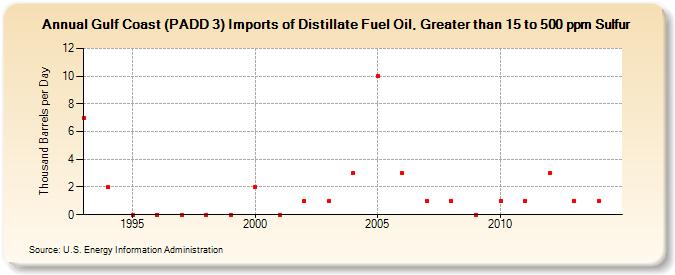 Annual Gulf Coast (PADD 3) Imports of Distillate Fuel Oil, Greater than 15 to 500 ppm Sulfur
Thousand Barrels per Day
12
10
8
6
4
2
0
1995 2000 2005 2010
Source: U.S. Energy Information Administration